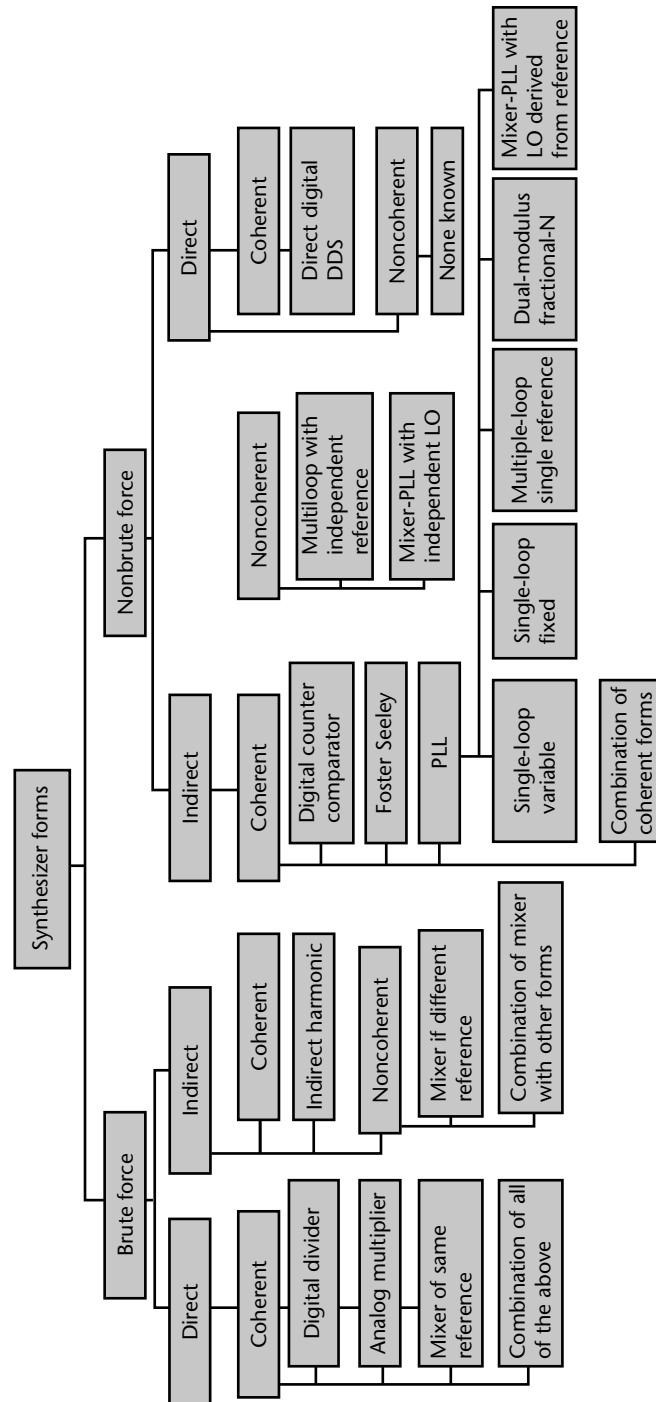 Synthesizer forms
Brute force
Nonbrute force
Direct
Indirect
Indirect
Direct
Coherent
Digital divider
Analog multiplier
Mixer of same
reference
Combination of all
of the above
Coherent
Indirect harmonic
Noncoherent
Mixer if different
reference
Combination of mixer
with other forms
Coherent
Digital counter
comparator
Foster Seeley
PLL
Single-loop
variable
Single-loop
fixed
Multiple-loop
single reference
Dual-modulus
fractional-N
Mixer-PLL with
LO derived
from reference
Combination of
coherent forms
Noncoherent
Multiloop with
independent
reference
Mixer-PLL with
independent LO
Coherent
Direct digital
DDS
Noncoherent
None known